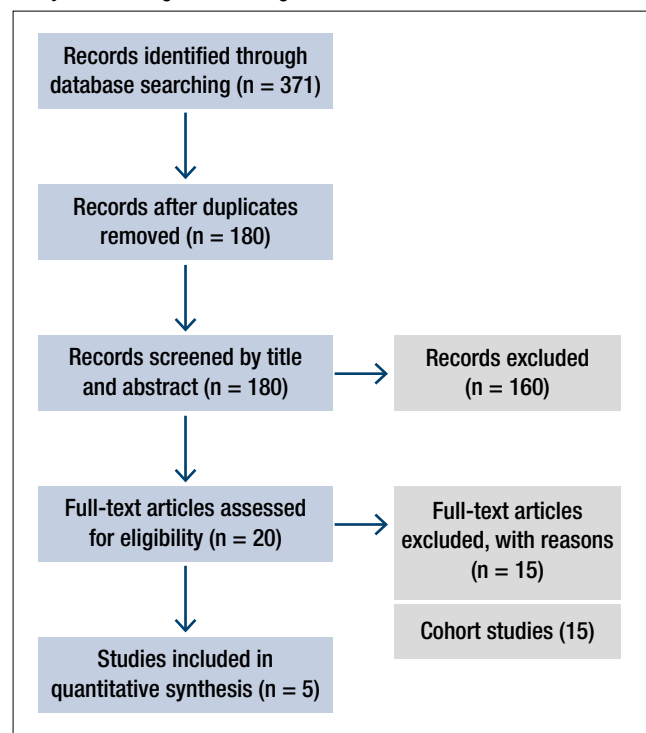 Records identified through
database searching (n = 371)
Records after duplicates
removed (n = 180)
Records screened by title
and abstract (n = 180)
Records excluded
(n = 160)
Full-text articles assessed
for eligibility (n = 20)
Full-text articles
excluded, with reasons
(n = 15)
Cohort studies (15)
Studies included in
quantitative synthesis (n = 5)